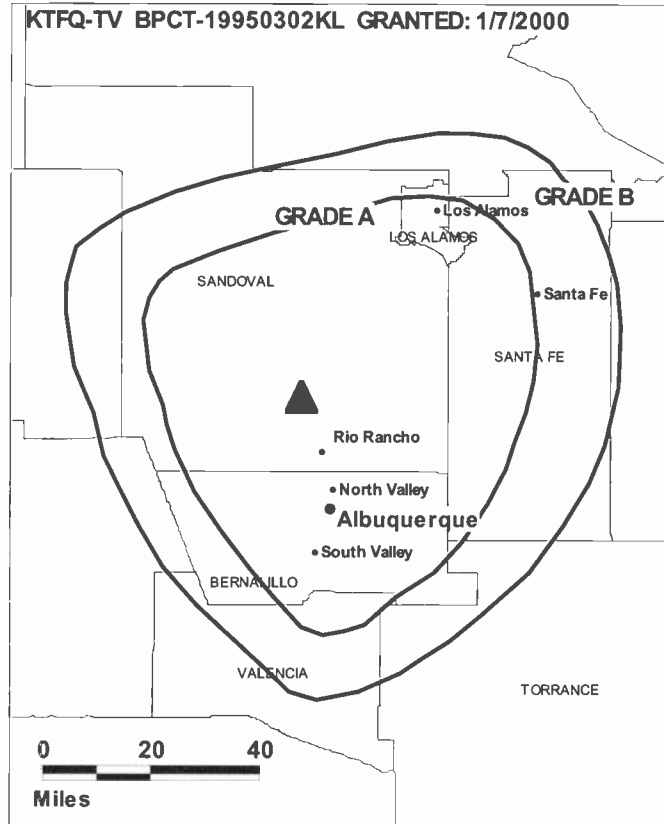 KTFQ-TV BPCT-19950302KL GRANTED: 1/7/2000
GRADE B
GRADE A
Los Alamos
LOS ALAMOS
SANDOVAL
Santa Fe
SANTA FE
Rio Rancho
North Valley
Albuquerque
South Valley
BERNALILLO
VALENCIA
TORRANCE
0 20 40
Miles